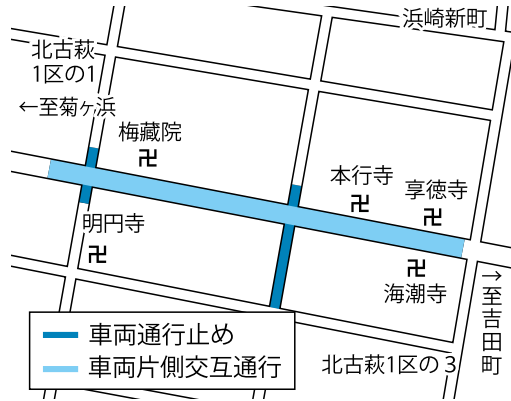 浜崎新町
北古萩
1区の1
←至菊ヶ浜
梅藏院
卍
本行寺
卍
享徳寺
卍
明円寺
卍
卍
海潮寺
→至吉田町
車両通行止め
車両片側交互通行
北古萩1区の3